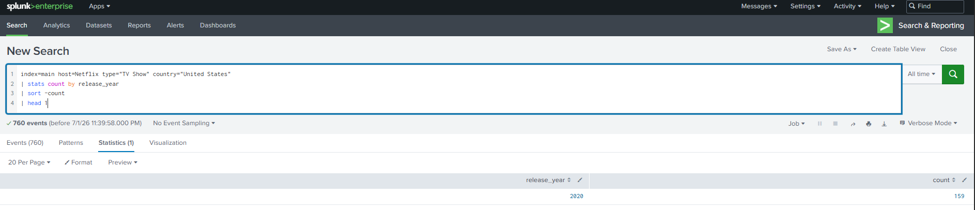 splunk>enterprise Apps ▾ Messages ▾ Settings ▾ Activity ▾ Help ▾ Find
Search Analytics Datasets Reports Alerts Dashboards Search & Reporting
New Search Save As ▾ Create Table View Close
1 index=main host=Netflix type="TV Show" country="United States"
2 | stats count by release_year
3 | sort -count
4 | head 1
All time ▾
✓ 760 events (before 7/1/26 11:39:58.000 PM) No Event Sampling ▾ Job ▾ Verbose Mode ▾
Events (760) Patterns Statistics (1) Visualization
20 Per Page ▾ Format Preview ▾
release_year count
2020 159